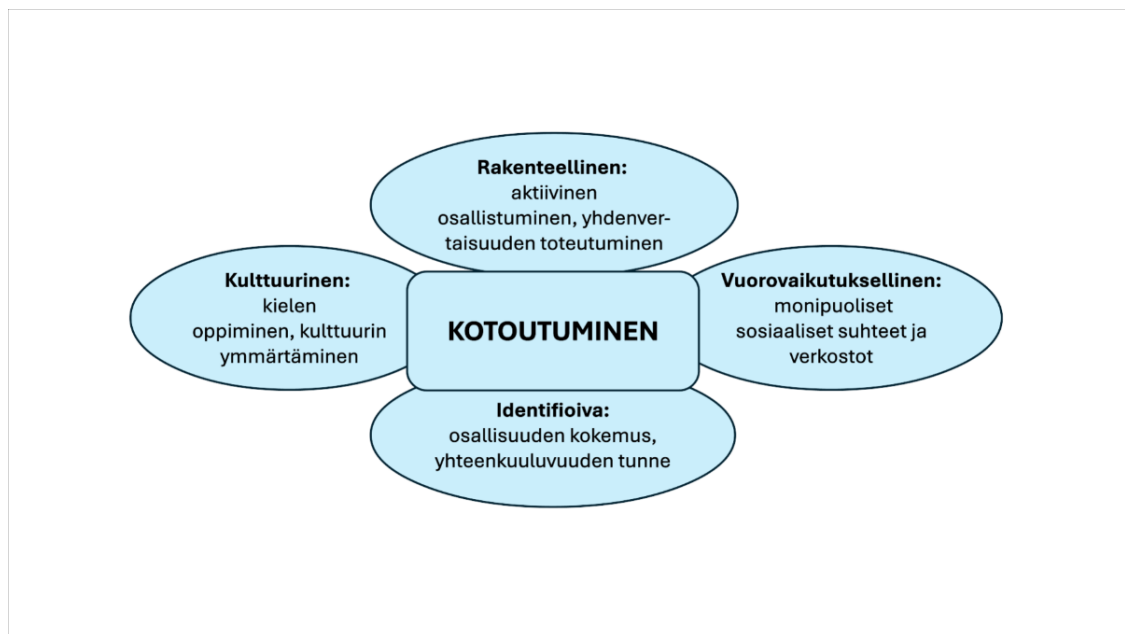 Rakenteellinen:
aktiivinen
osallistuminen, yhdenver-
taisuuden toteutuminen
Kulttuurinen:
kielen
oppiminen, kulttuurin
ymmärtäminen
KOTOUTUMINEN
Vuorovaikutuksellinen:
monipuoliset
sosiaaliset suhteet ja
verkostot
Identifioiva:
osallisuuden kokemus,
yhteenkuuluvuuden tunne